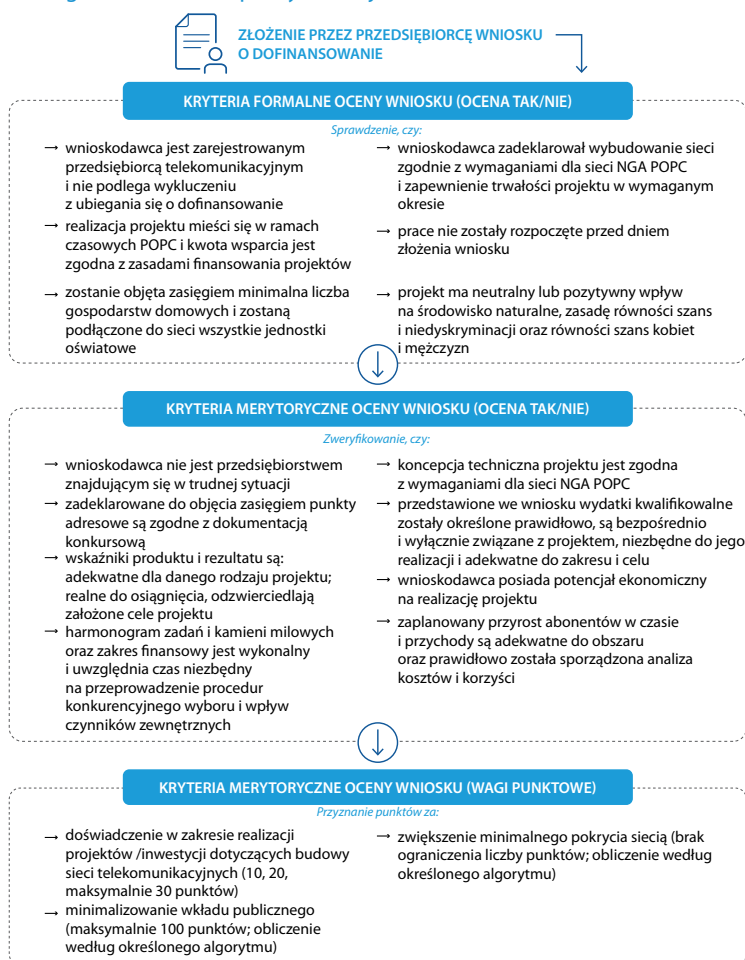 ZŁOŻENIE PRZEZ PRZEDSIĘBIORCĘ WNIOSKU
O DOFINANSOWANIE
KRYTERIA FORMALNE OCENY WNIOSKU (OCENA TAK/NIE)
Sprawdzenie, czy:
→ wnioskodawca jest zarejestrowanym
przedsiębiorcą telekomunikacyjnym
i nie podlega wykluczeniu
z ubiegania się o dofinansowanie
→ realizacja projektu mieści się w ramach
czasowych POPC i kwota wsparcia jest
zgodna z zasadami finansowania projektów
→ zostanie objęta zasięgiem minimalna liczba
gospodarstw domowych i zostaną
podłączone do sieci wszystkie jednostki
oświatowe
→ wnioskodawca zadeklarował wybudowanie sieci
zgodnie z wymaganiami dla sieci NGA POPC
i zapewnienie trwałości projektu w wymaganym
okresie
→ prace nie zostały rozpoczęte przed dniem
złożenia wniosku
→ projekt ma neutralny lub pozytywny wpływ
na środowisko naturalne, zasadę równości szans
i niedyskryminacji oraz równości szans kobiet
i mężczyzn
KRYTERIA MERYTORYCZNE OCENY WNIOSKU (OCENA TAK/NIE)
Zweryfikowanie, czy:
→ wnioskodawca nie jest przedsiębiorstwem
znajdującym się w trudnej sytuacji
→ zadeklarowane do objęcia zasięgiem punkty
adresowe są zgodne z dokumentacją
konkursową
→ wskaźniki produktu i rezultatu są:
adekwatne dla danego rodzaju projektu;
realne do osiągnięcia, odzwierciedlają
założone cele projektu
→ harmonogram zadań i kamieni milowych
oraz zakres finansowy jest wykonalny
i uwzględnia czas niezbędny
na przeprowadzenie procedur
konkurencyjnego wyboru i wpływ
czynników zewnętrznych
→ koncepcja techniczna projektu jest zgodna
z wymaganiami dla sieci NGA POPC
→ przedstawione we wniosku wydatki kwalifikowalne
zostały określone prawidłowo, są bezpośrednio
i wyłącznie związane z projektem, niezbędne do jego
realizacji i adekwatne do zakresu i celu
→ wnioskodawca posiada potencjał ekonomiczny
na realizację projektu
→ zaplanowany przyrost abonentów w czasie
i przychody są adekwatne do obszaru
oraz prawidłowo została sporządzona analiza
kosztów i korzyści
KRYTERIA MERYTORYCZNE OCENY WNIOSKU (WAGI PUNKTOWE)
Przyznanie punktów za:
→ doświadczenie w zakresie realizacji
projektów /inwestycji dotyczących budowy
sieci telekomunikacyjnych (10, 20,
maksymalnie 30 punktów)
→ minimalizowanie wkładu publicznego
(maksymalnie 100 punktów; obliczenie
według określonego algorytmu)
→ zwiększenie minimalnego pokrycia siecią (brak
ograniczenia liczby punktów; obliczenie według
określonego algorytmu)